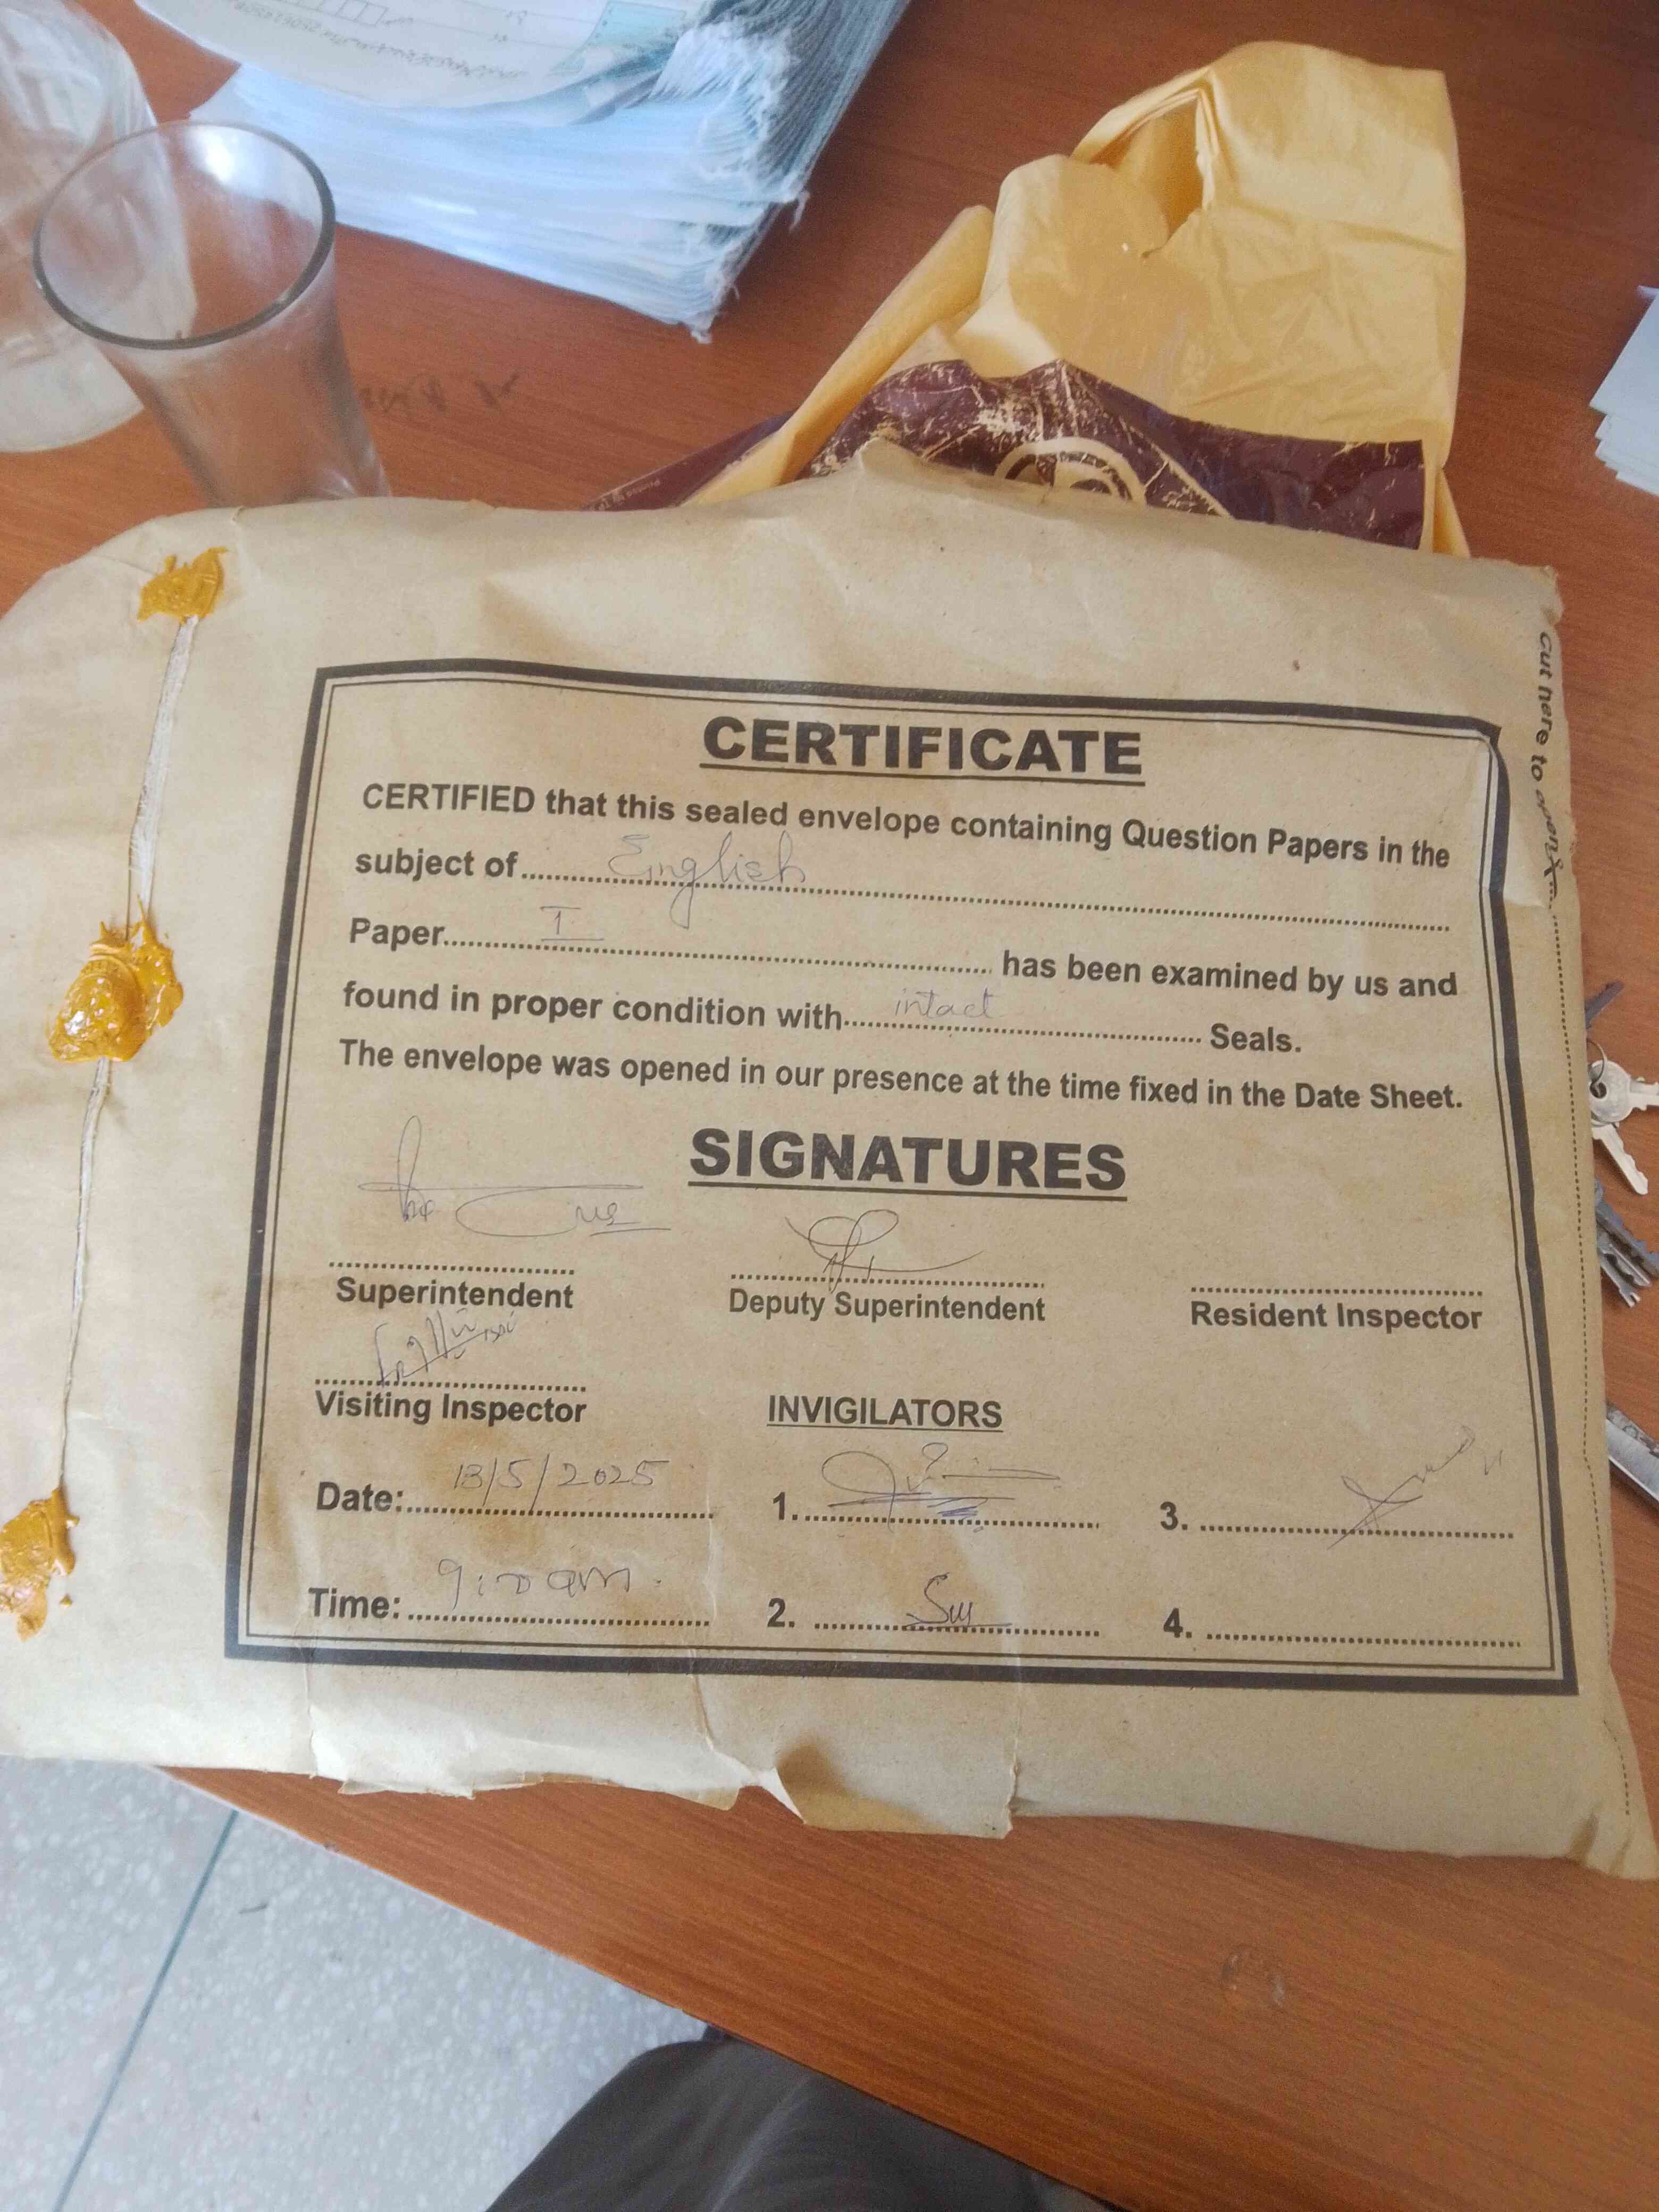 CERTIFICATE
CERTIFIED that this sealed envelope containing Question Papers in the
subject of English
Paper I has been examined by us and
found in proper condition with intact Seals.
The envelope was opened in our presence at the time fixed in the Date Sheet.
SIGNATURES
Superintendent
Deputy Superintendent
Resident Inspector
Visiting Inspector
INVIGILATORS
Date: 13/5/2025
1.
3.
Time: am.
2.
4.
cut here to open